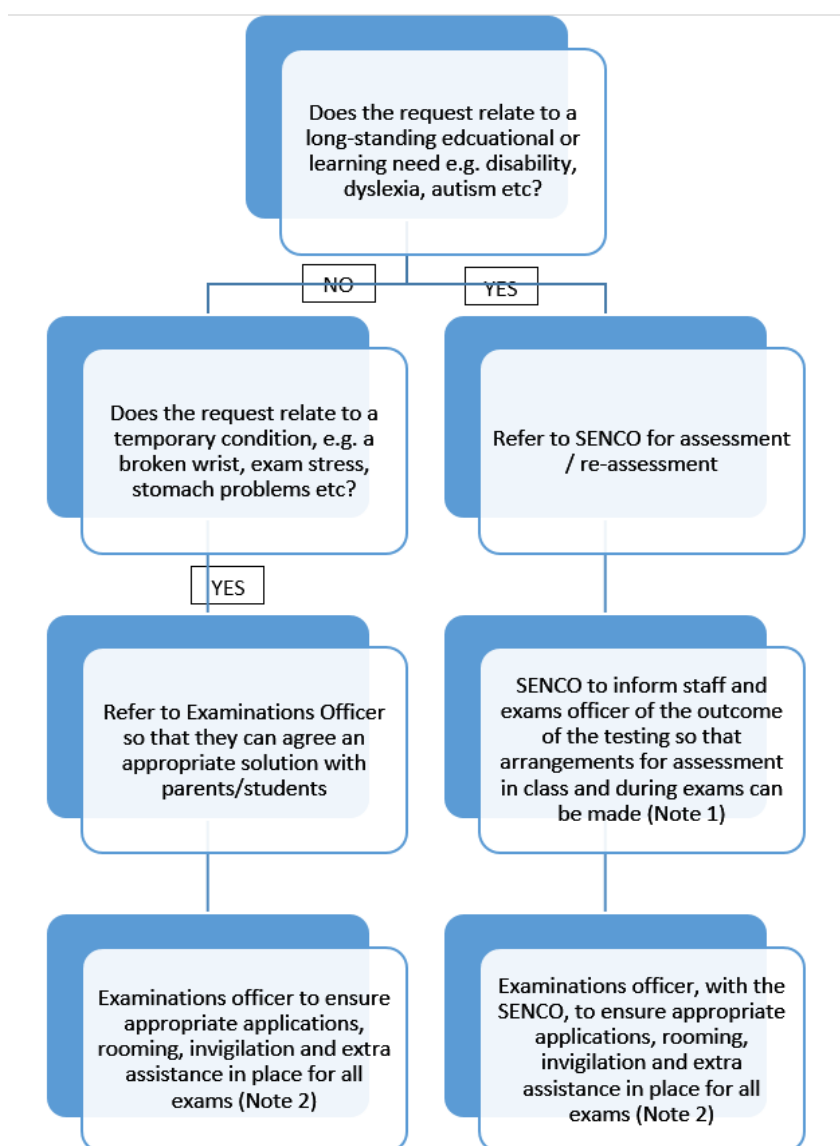 Does the request relate to a
long-standing edcuational or
learning need e.g. disability,
dyslexia, autism etc?
NO
YES
Does the request relate to a
temporary condition, e.g. a
broken wrist, exam stress,
stomach problems etc?
Refer to SENCO for assessment
/ re-assessment
YES
Refer to Examinations Officer
so that they can agree an
appropriate solution with
parents/students
SENCO to inform staff and
exams officer of the outcome
of the testing so that
arrangements for assessment
in class and during exams can
be made (Note 1)
Examinations officer to ensure
appropriate applications,
rooming, invigilation and extra
assistance in place for all
exams (Note 2)
Examinations officer, with the
SENCO, to ensure appropriate
applications, rooming,
invigilation and extra
assistance in place for all
exams (Note 2)